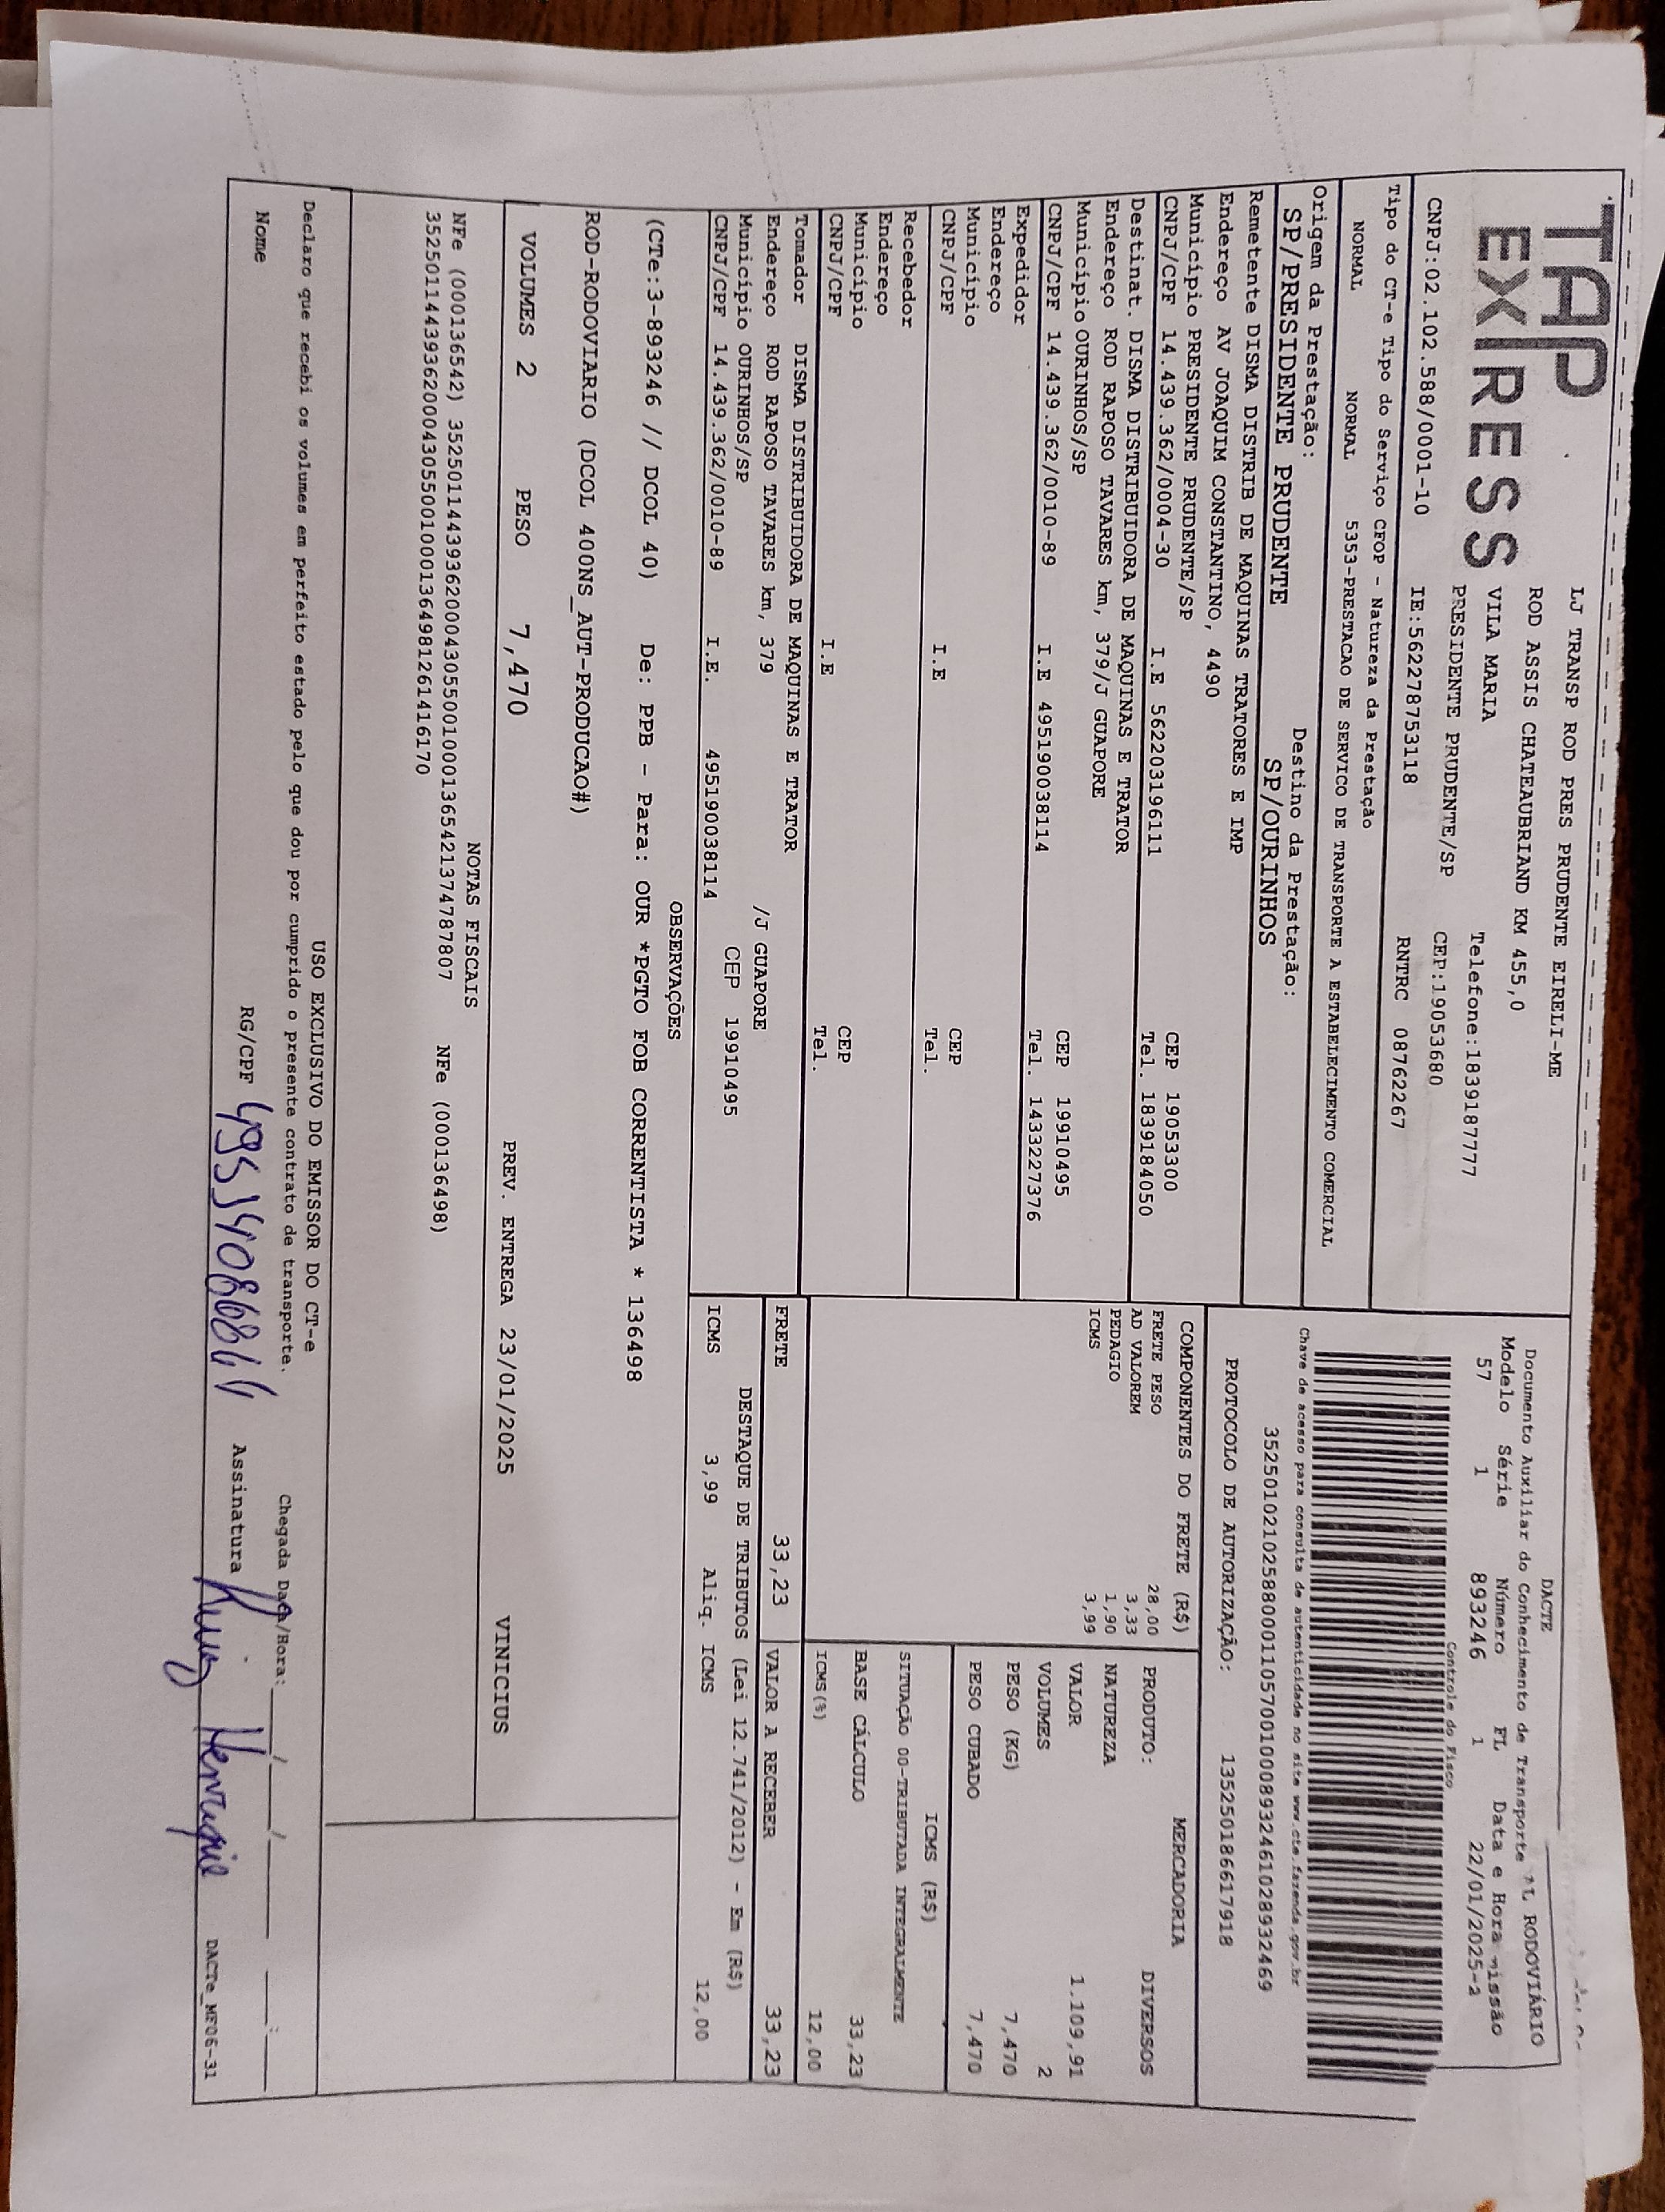 TAP EXPRESS
LJ TRANSP ROD PRES PRUDENTE EIRELI-ME
ROD ASSIS CHATEAUBRIAND KM 455,0
VILA MARIA Telefone:1839187777
PRESIDENTE PRUDENTE/SP CEP:19053680
CNPJ:02.102.588/0001-10 IE:562278753118 RNTRC 08762267
DACTE
Documento Auxiliar do Conhecimento de Transporte RODOVIÁRIO
Modelo Série Número FL Data e Hora
57 1 893246 1 22/01/2025-2
Controle do Fisco
Chave de acesso para consulta de autenticidade no site www.cte.fazenda.gov.br
35250102102588000110570010008932461028932469
PROTOCOLO DE AUTORIZAÇÃO: 135250186617918
Tipo do CT-e Tipo do Serviço CFOP - Natureza da Prestação
NORMAL NORMAL 5353-PRESTACAO DE SERVICO DE TRANSPORTE A ESTABELECIMENTO COMERCIAL
Origem da Prestação: Destino da Prestação:
SP/PRESIDENTE PRUDENTE SP/OURINHOS
Remetente DISMA DISTRIB DE MAQUINAS TRATORES E IMP
Endereço AV JOAQUIM CONSTANTINO, 4490
Município PRESIDENTE PRUDENTE/SP CEP 19053300
CNPJ/CPF 14.439.362/0004-30 I.E 562203196111 Tel. 1839184050
Destinat. DISMA DISTRIBUIDORA DE MAQUINAS E TRATOR
Endereço ROD RAPOSO TAVARES km, 379/J GUAPORE
Município OURINHOS/SP CEP 19910495
CNPJ/CPF 14.439.362/0010-89 I.E 495190038114 Tel. 1433227376
Expedidor
Endereço
Município CEP
CNPJ/CPF I.E Tel.
Recebedor
Endereço
Município CEP
CNPJ/CPF I.E Tel.
Tomador DISMA DISTRIBUIDORA DE MAQUINAS E TRATOR
Endereço ROD RAPOSO TAVARES km, 379 /J GUAPORE
Município OURINHOS/SP CEP 19910495
CNPJ/CPF 14.439.362/0010-89 I.E. 495190038114
COMPONENTES DO FRETE (R$)
FRETE PESO 28,00
AD VALOREM 3,33
PEDAGIO 1,90
ICMS 3,99
MERCADORIA
PRODUTO: DIVERSOS
NATUREZA
VALOR 1.109,91
VOLUMES 2
PESO (KG) 7,470
PESO CUBADO 7,470
ICMS (R$)
SITUAÇÃO 00-TRIBUTADA INTEGRALMENTE
BASE CÁLCULO 33,23
ICMS(%) 12,00
FRETE 33,23 VALOR A RECEBER 33,23
DESTAQUE DE TRIBUTOS (Lei 12.741/2012) - Em (R$)
ICMS 3,99 Aliq. ICMS 12,00
OBSERVAÇÕES
(CTe:3-893246 // DCOL 40) De: PPB - Para: OUR *PGTO FOB CORRENTISTA * 136498
ROD-RODOVIARIO (DCOL 400NS_AUT-PRODUCAO#)
VOLUMES 2 PESO 7,470 PREV. ENTREGA 23/01/2025 VINICIUS
NOTAS FISCAIS
NFe (000136542) 35250114439362000430550010001365421374787807 NFe (000136498)
35250114439362000430550010001364981261416170
USO EXCLUSIVO DO EMISSOR DO CT-e
Declaro que recebi os volumes em perfeito estado pelo que dou por cumprido o presente contrato de transporte. Chegada Data/Hora: ___/___/___ ___:___
Nome RG/CPF Assinatura Henrique
DACTe_MF06-31